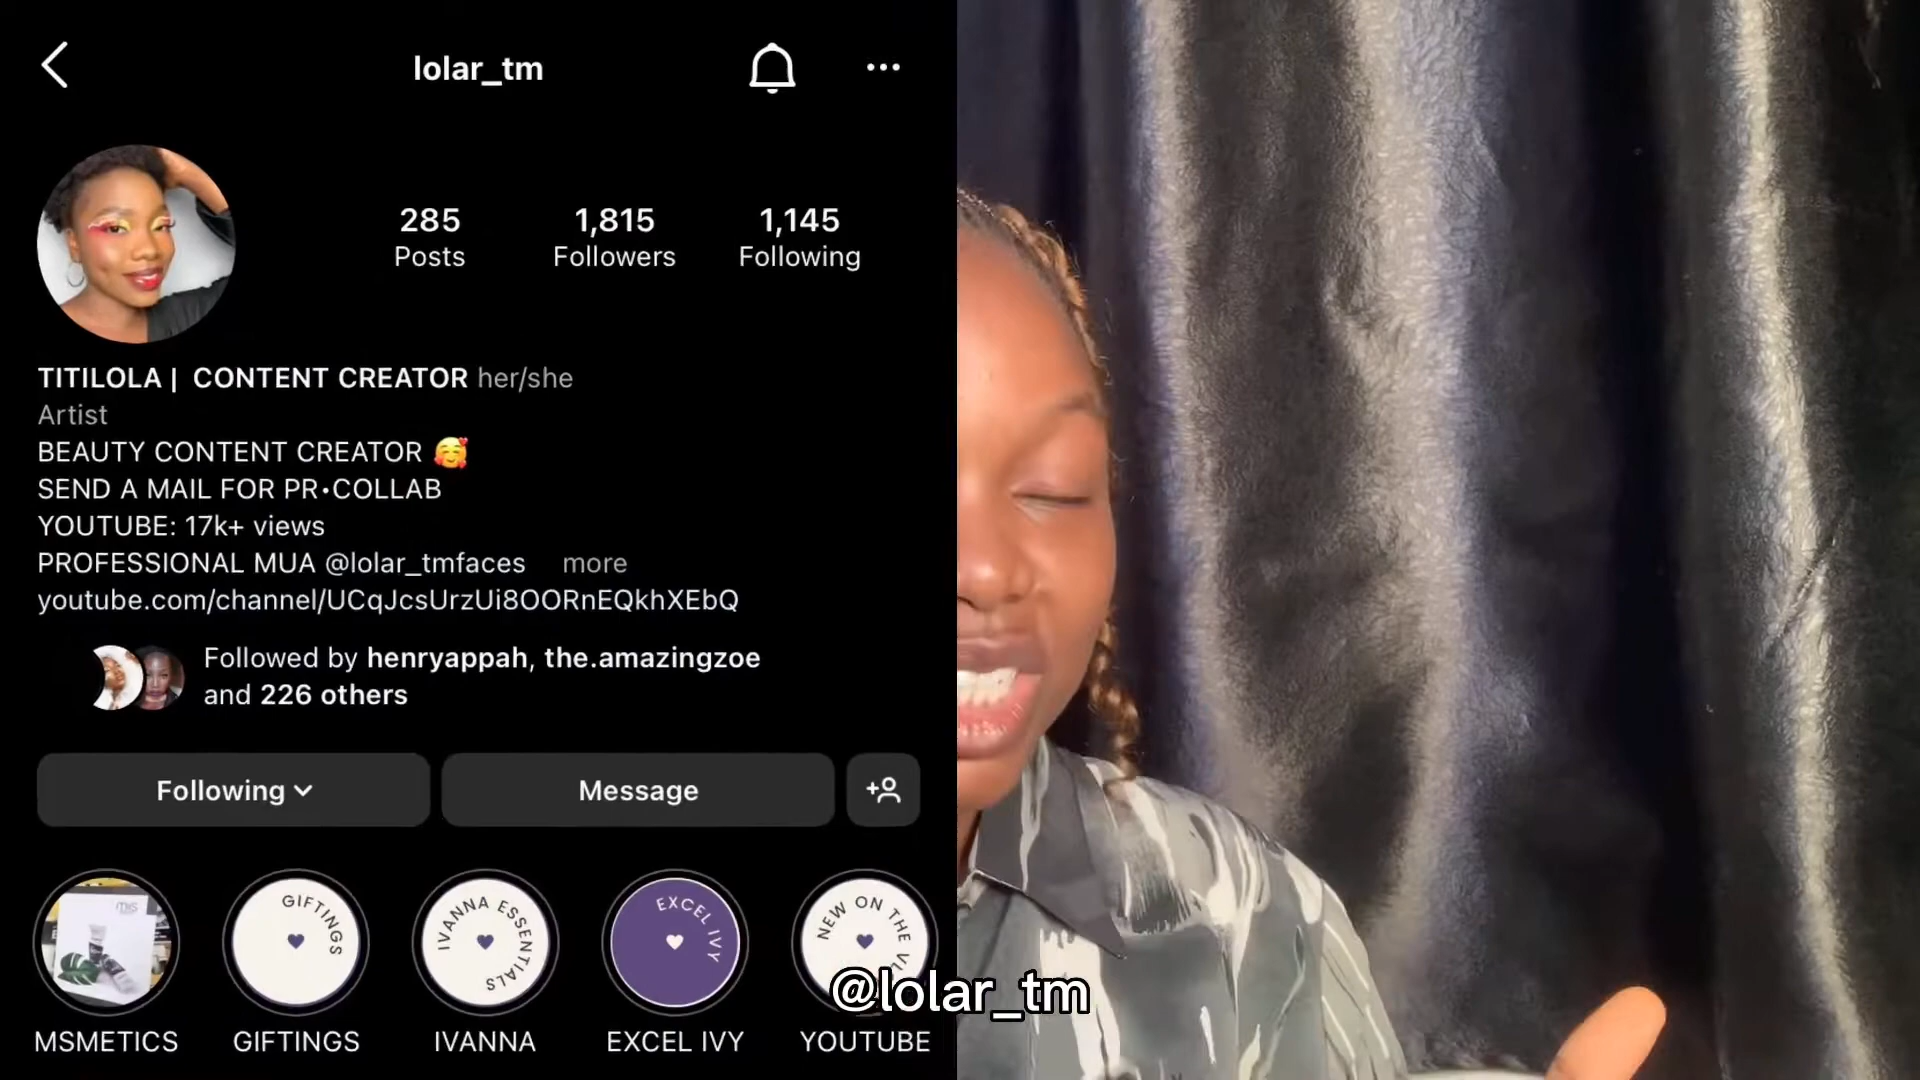 lolar_tm
285
Posts
1,815
Followers
1,145
Following
TITILOLA | CONTENT CREATOR her/she
Artist
BEAUTY CONTENT CREATOR 🥰
SEND A MAIL FOR PR•COLLAB
YOUTUBE: 17k+ views
PROFESSIONAL MUA @lolar_tmfaces more
youtube.com/channel/UCqJcsUrzUi8OORnEQkhXEbQ
Followed by henryappah, the.amazingzoe
and 226 others
Following
Message
GIFTINGS
IVANNA ESSENTIALS
EXCEL IVY
NEW ON THE
@lolar_tm
MSMETICS
GIFTINGS
IVANNA
EXCEL IVY
YOUTUBE